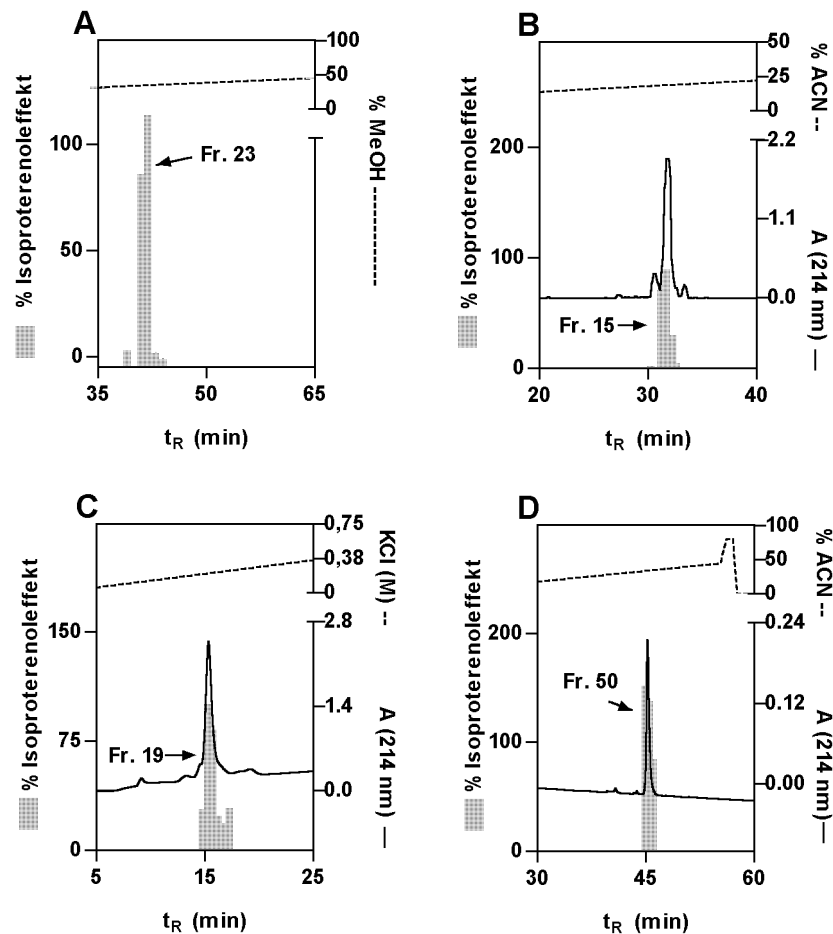 A
% Isoproterenoleffekt
100
50
0
100
50
0
% MeOH
Fr. 23
35
50
65
tR (min)
B
% Isoproterenoleffekt
200
100
0
50
25
0
% ACN --
2.2
1.1
0.0
A (214 nm) —
Fr. 15
20
30
40
tR (min)
C
% Isoproterenoleffekt
150
75
0
0,75
0,38
0
KCl (M) --
2.8
1.4
0.0
A (214 nm) —
Fr. 19
5
15
25
tR (min)
D
% Isoproterenoleffekt
200
100
0
100
50
0
% ACN --
0.24
0.12
0.00
A (214 nm)—
Fr. 50
30
45
60
tR (min)